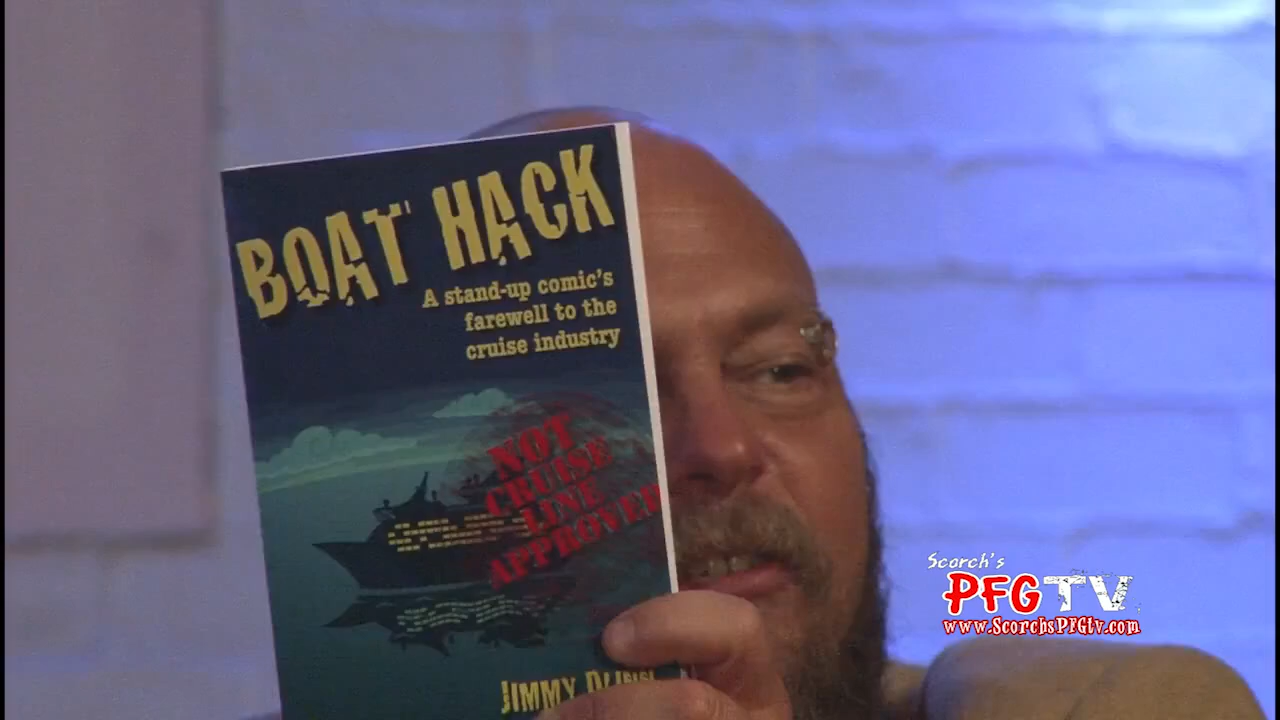 BOAT HACK
A stand-up comic's
farewell to the
cruise industry
NOT
CRUISE
LINE
APPROVED
JIMMY
Scorch's
PFG TV
www.ScorchsPFGtv.com